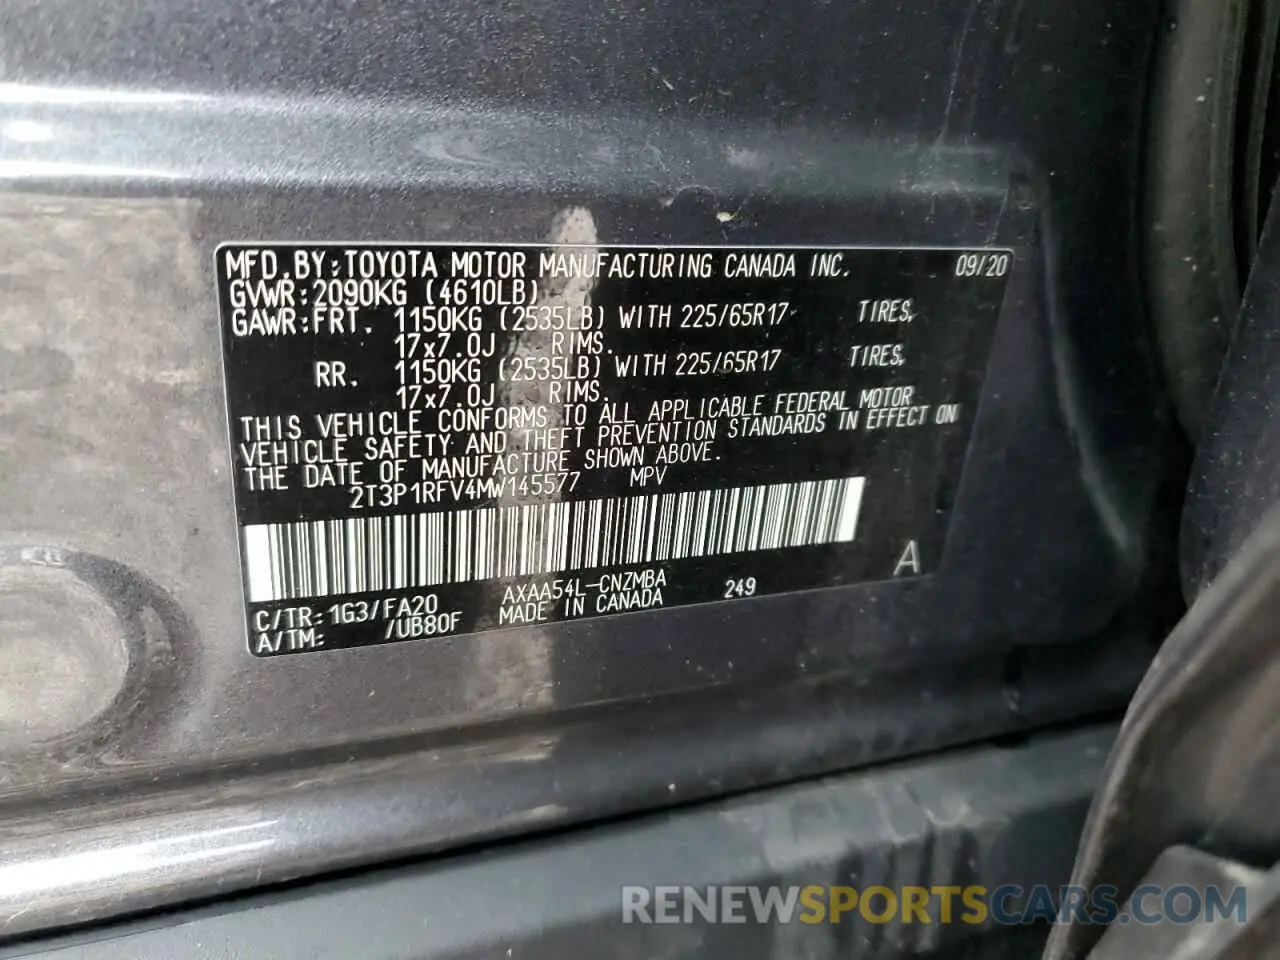 MFD.BY:TOYOTA MOTOR MANUFACTURING CANADA INC. 09/20
GVWR:2090KG (4610LB)
GAWR:FRT. 1150KG (2535LB) WITH 225/65R17 TIRES,
17x7.0J RIMS.
RR. 1150KG (2535LB) WITH 225/65R17 TIRES,
17x7.0J RIMS.
THIS VEHICLE CONFORMS TO ALL APPLICABLE FEDERAL MOTOR
VEHICLE SAFETY AND THEFT PREVENTION STANDARDS IN EFFECT ON
THE DATE OF MANUFACTURE SHOWN ABOVE.
2T3P1RFV4MW145577 MPV
C/TR:1G3/FA20 AXAA54L-CNZMBA 249 A
A/TM: /UB80F MADE IN CANADA
RENEWSPORTSCARS.COM